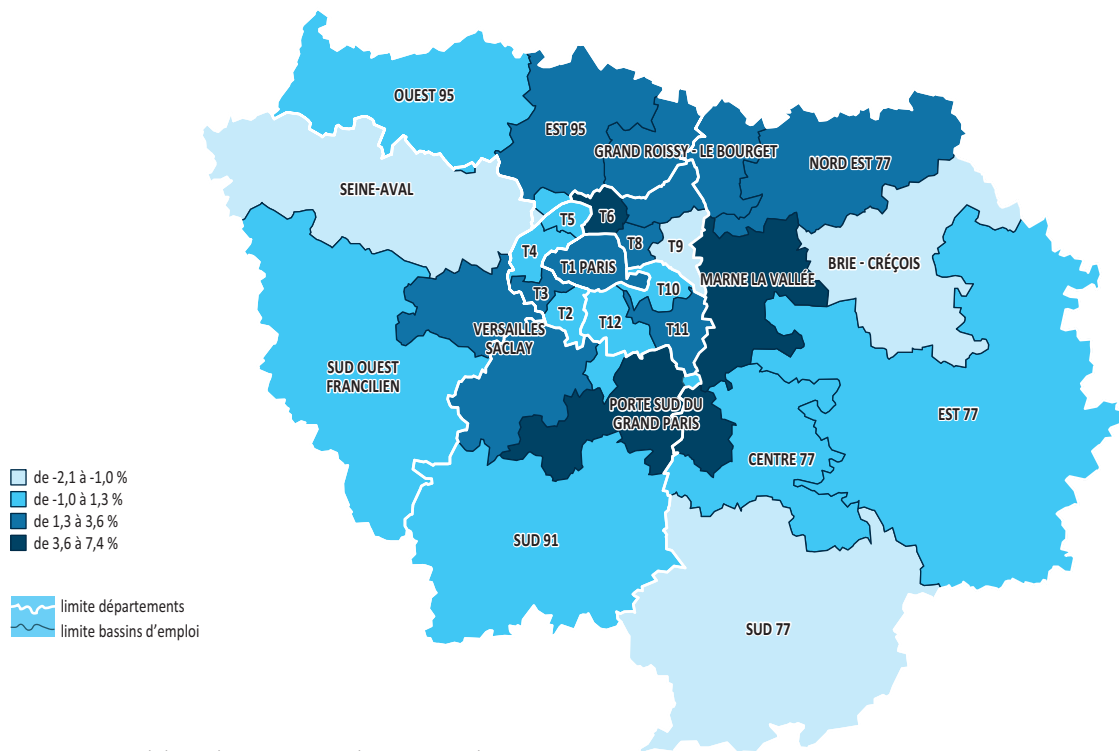 OUEST 95
EST 95
GRAND ROISSY - LE BOURGET
NORD EST 77
SEINE-AVAL
T5
T6
T4
T8
T9
T1 PARIS
BRIE - CRÉÇOIS
MARNE LA VALLÉE
T3
T10
T2
T12
T11
VERSAILLES
SACLAY
SUD OUEST
FRANCILIEN
PORTE SUD DU
GRAND PARIS
EST 77
CENTRE 77
SUD 91
SUD 77
de -2,1 à -1,0 %
de -1,0 à 1,3 %
de 1,3 à 3,6 %
de 3,6 à 7,4 %
limite départements
limite bassins d'emploi